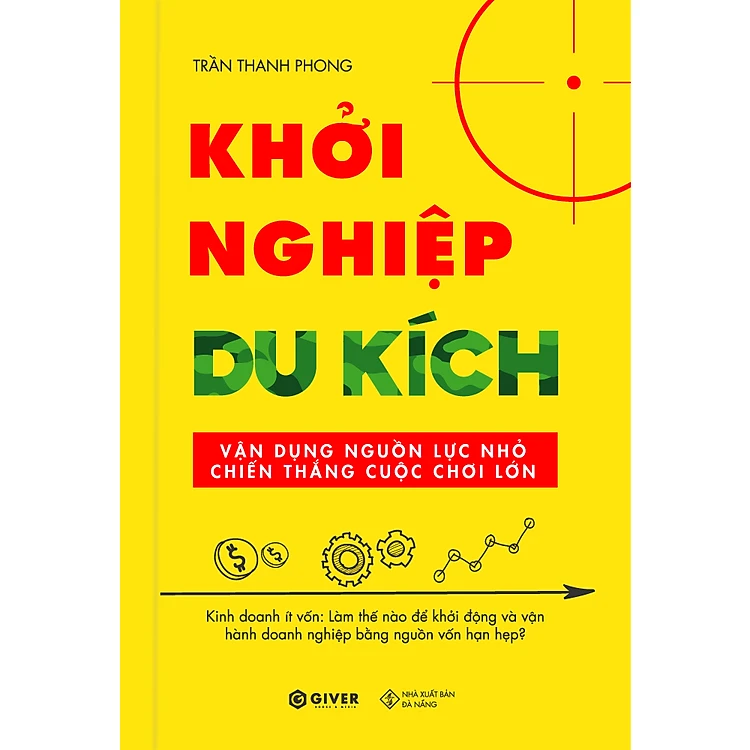 TRẦN THANH PHONG
KHỞI
NGHIỆP
DU KÍCH
VẬN DỤNG NGUỒN LỰC NHỎ
CHIẾN THẮNG CUỘC CHƠI LỚN
$ $
Kinh doanh ít vốn: Làm thế nào để khởi động và vận
hành doanh nghiệp bằng nguồn vốn hạn hẹp?
G GIVER
BOOKS & MEDIA
NHÀ XUẤT BẢN
ĐÀ NẴNG